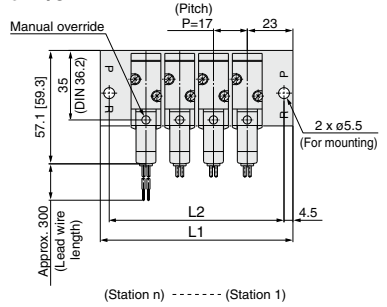 (Pitch)
P=17
23
Manual override
P
P
35
(DIN 36.2)
57.1 [59.3]
R
R
2 x ø5.5
(For mounting)
Approx. 300
(Lead wire
length)
L2
4.5
L1
(Station n) ------ (Station 1)